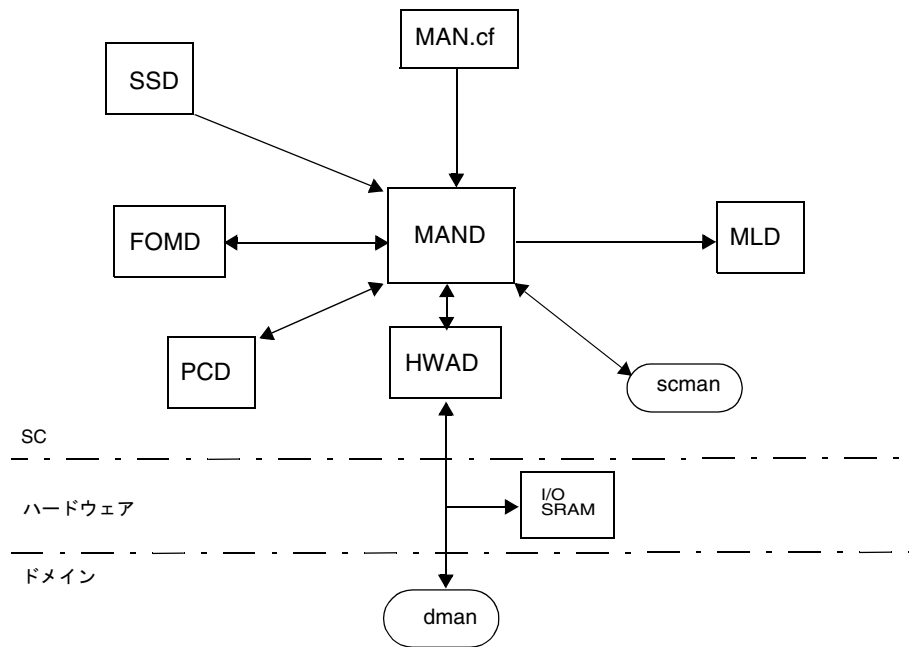 MAN.cf
SSD
FOMD
MAND
MLD
PCD
HWAD
scman
SC
ハードウェア
I/O
SRAM
ドメイン
dman